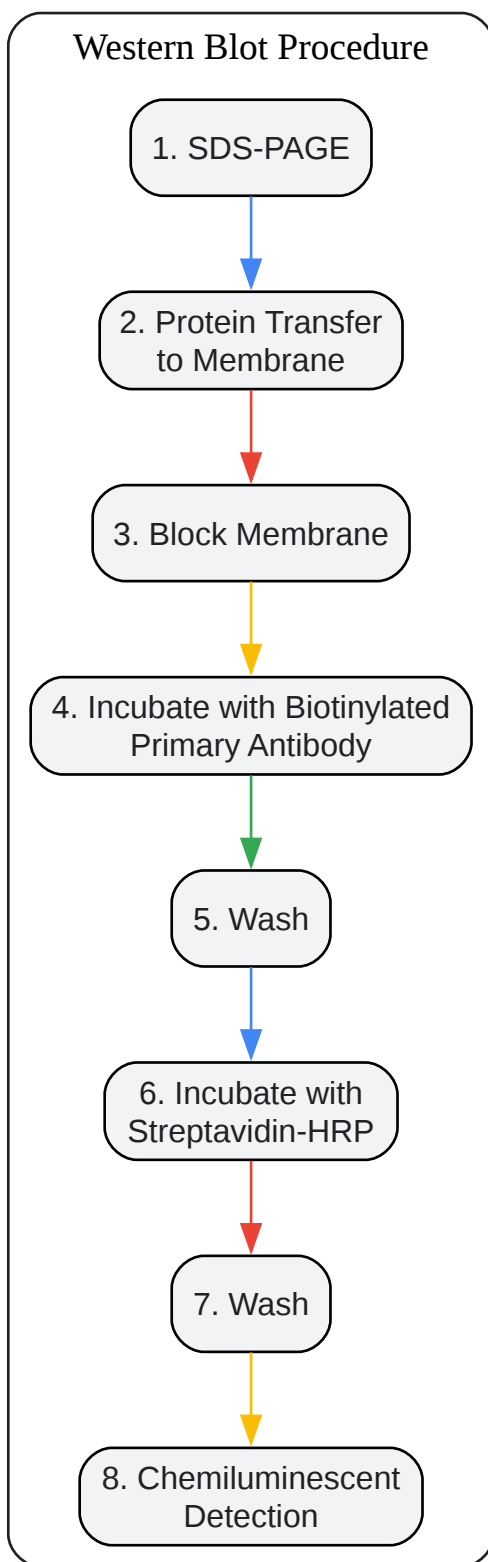 Western Blot Procedure
1. SDS-PAGE
2. Protein Transfer
to Membrane
3. Block Membrane
4. Incubate with Biotinylated
Primary Antibody
5. Wash
6. Incubate with
Streptavidin-HRP
7. Wash
8. Chemiluminescent
Detection